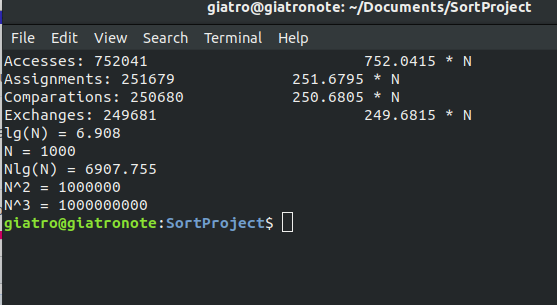 giatro@giatronote: ~/Documents/SortProject
File Edit View Search Terminal Help
Accesses: 752041 752.0415 * N
Assignments: 251679 251.6795 * N
Comparations: 250680 250.6805 * N
Exchanges: 249681 249.6815 * N
lg(N) = 6.908
N = 1000
Nlg(N) = 6907.755
N^2 = 1000000
N^3 = 1000000000
giatro@giatronote:SortProject$